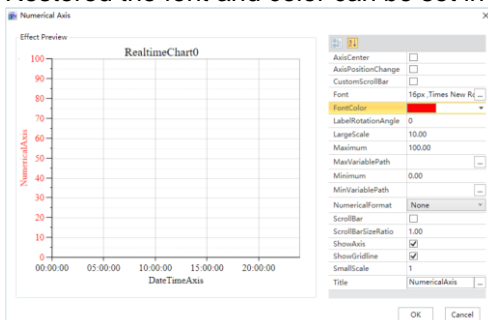 Numerical Axis
Effect Preview
RealtimeChart0
100
90
80
70
60
50
40
30
20
10
0
NumericalAxis
00:00:00 05:00:00 10:00:00 15:00:00 20:00:00
DateTimeAxis
AxisCenter
AxisPositionChange
CustomScrollBar
Font 16px ,Times New Ro ...
FontColor
LabelRotationAngle 0
LargeScale 10.00
Maximum 100.00
MaxVariablePath ...
Minimum 0.00
MinVariablePath ...
NumericalFormat None
ScrollBar
ScrollBarSizeRatio 1.00
ShowAxis
ShowGridline
SmallScale 1
Title NumericalAxis ...
OK Cancel